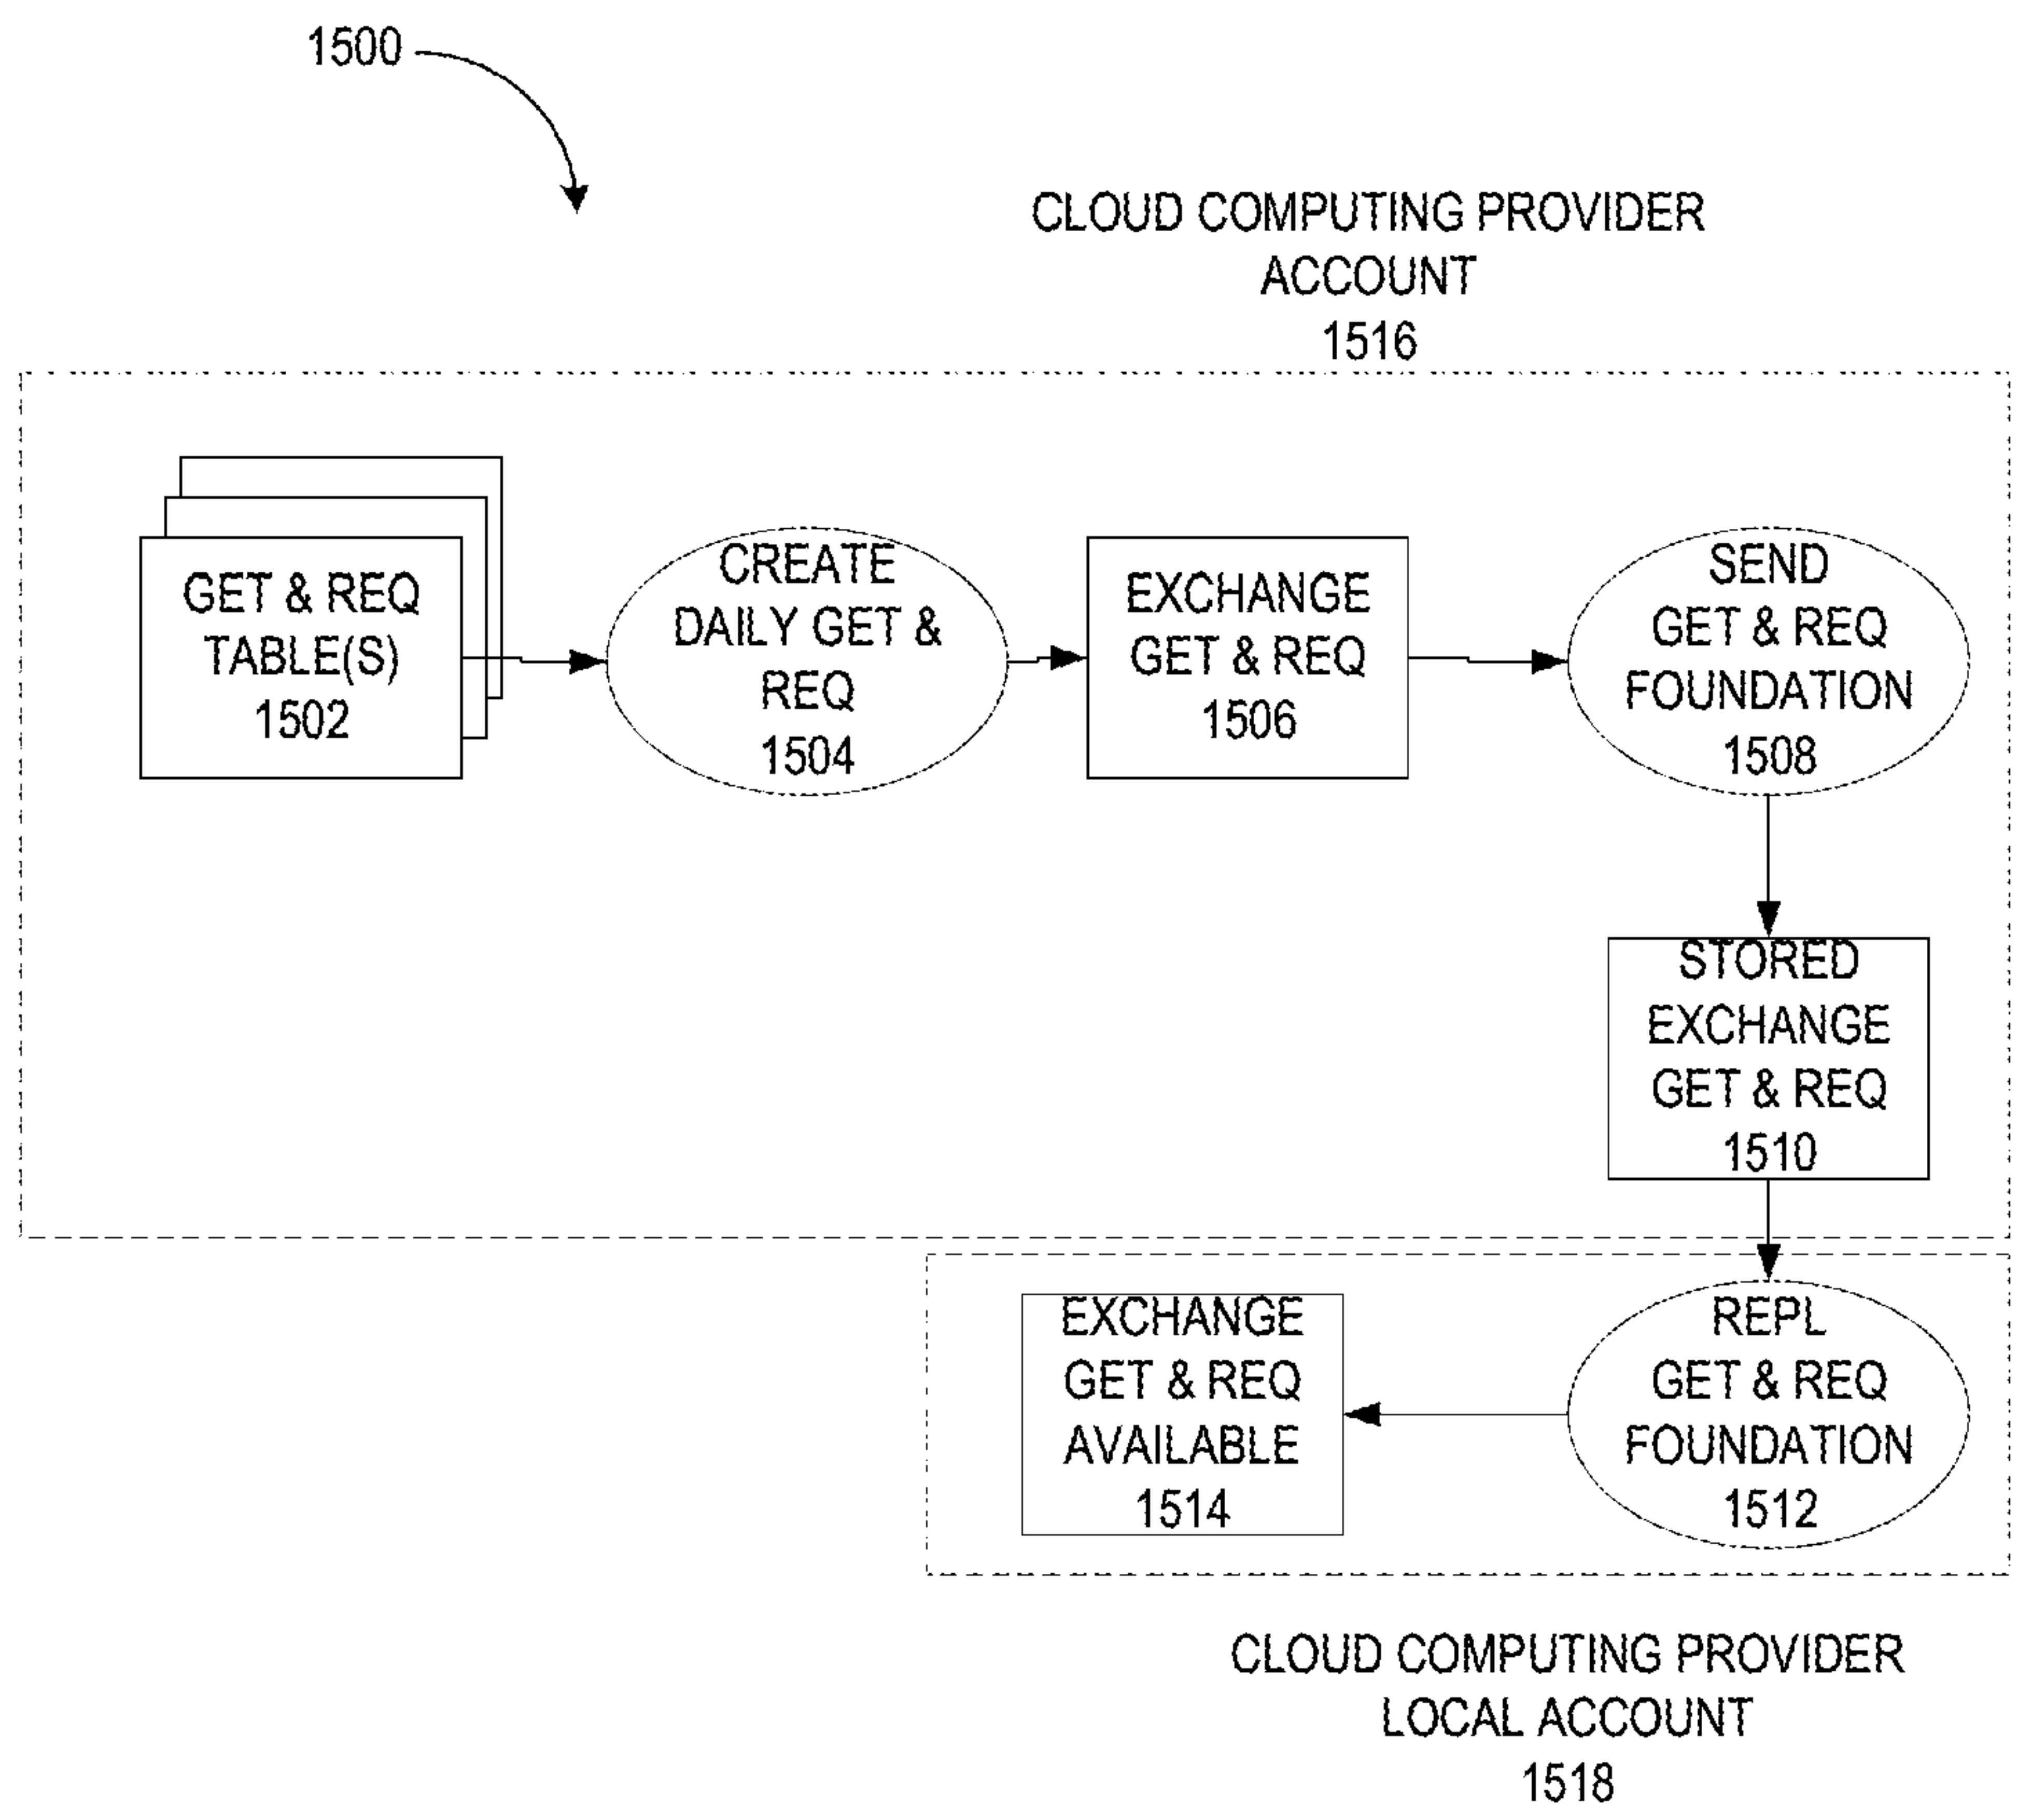 1500
CLOUD COMPUTING PROVIDER
ACCOUNT
1516
GET & REQ
TABLE(S)
1502
CREATE
DAILY GET &
REQ
1504
EXCHANGE
GET & REQ
1506
SEND
GET & REQ
FOUNDATION
1508
STORED
EXCHANGE
GET & REQ
1510
EXCHANGE
GET & REQ
AVAILABLE
1514
REPL
GET & REQ
FOUNDATION
1512
CLOUD COMPUTING PROVIDER
LOCAL ACCOUNT
1518